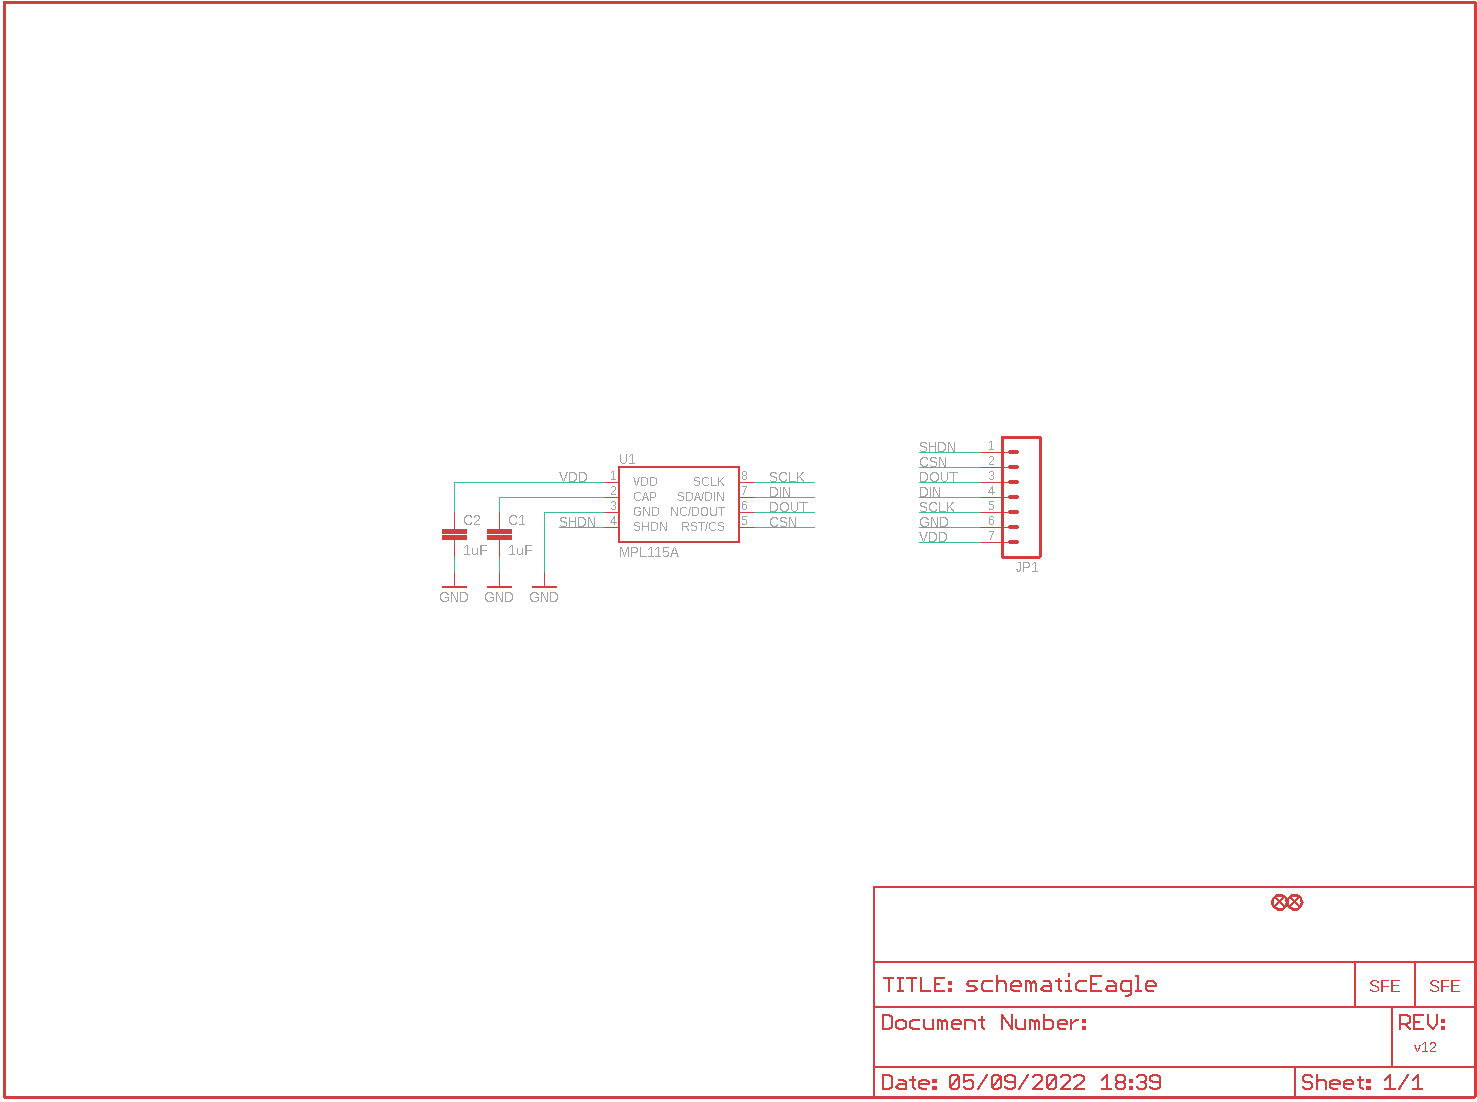 U1
VDD 1 VDD SCLK 8 SCLK
2 CAP SDA/DIN 7 DIN
3 GND NC/DOUT 6 DOUT
SHDN 4 SHDN RST/CS 5 CSN
MPL115A
C2 C1
1uF 1uF
GND GND GND
SHDN 1
CSN 2
DOUT 3
DIN 4
SCLK 5
GND 6
VDD 7
JP1
TITLE: schematicEagle
SFE SFE
Document Number:
REV:
v12
Date: 05/09/2022 18:39
Sheet: 1/1